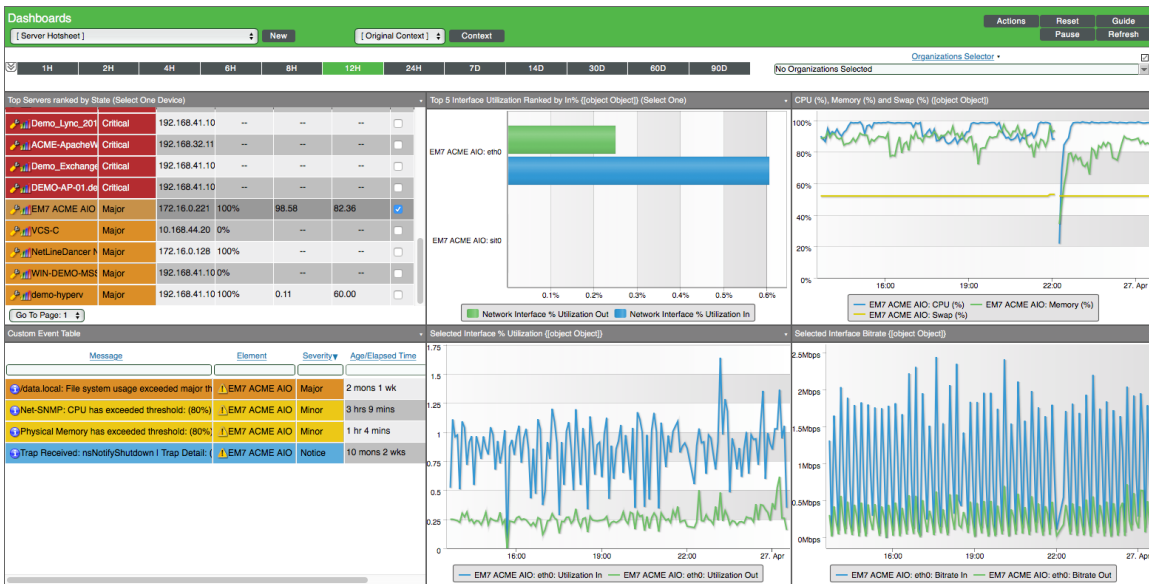 Dashboards
[ Server Hotsheet ] New [ Original Context ] Context
Actions Reset Guide
Pause Refresh
Organizations Selector
No Organizations Selected
1H 2H 4H 6H 8H 12H 24H 7D 14D 30D 60D 90D
Top Servers ranked by State (Select One Device)
Demo_Lync_201 Critical 192.168.41.10 -- -- --
ACME-ApacheW Critical 192.168.32.11 -- -- --
Demo_Exchange Critical 192.168.41.10 -- -- --
DEMO-AP-01.de Critical 192.168.41.10 -- -- --
EM7 ACME AIO Major 172.16.0.221 100% 98.58 82.36
VCS-C Major 10.168.44.20 0% -- --
NetLineDancer N Major 172.16.0.128 100% -- --
WIN-DEMO-MSS Major 192.168.41.10 0% -- --
demo-hyperv Major 192.168.41.10 100% 0.11 60.00
Go To Page: 1
Top 5 Interface Utilization Ranked by In% ([object Object]) (Select One)
EM7 ACME AIO: eth0
EM7 ACME AIO: sit0
0.1% 0.2% 0.3% 0.4% 0.5% 0.6%
Network Interface % Utilization Out Network Interface % Utilization In
CPU (%), Memory (%) and Swap (%) ([object Object])
100%
80%
60%
40%
20%
0%
16:00 19:00 22:00 27. Apr
EM7 ACME AIO: CPU (%) EM7 ACME AIO: Memory (%)
EM7 ACME AIO: Swap (%)
Custom Event Table
Message Element Severity Age/Elapsed Time
/data.local: File system usage exceeded major th EM7 ACME AIO Major 2 mons 1 wk
Net-SNMP: CPU has exceeded threshold: (80%) EM7 ACME AIO Minor 3 hrs 9 mins
Physical Memory has exceeded threshold: (80%) EM7 ACME AIO Minor 1 hr 4 mins
Trap Received: nsNotifyShutdown | Trap Detail: ( EM7 ACME AIO Notice 10 mons 2 wks
Selected Interface % Utilization ([object Object])
1.75
1.5
1.25
1
0.75
0.5
0.25
0
16:00 19:00 22:00 27. Apr
EM7 ACME AIO: eth0: Utilization In EM7 ACME AIO: eth0: Utilization Out
Selected Interface Bitrate ([object Object])
2.5Mbps
2Mbps
1.5Mbps
1Mbps
0.5Mbps
0Mbps
16:00 19:00 22:00 27. Apr
EM7 ACME AIO: eth0: Bitrate In EM7 ACME AIO: eth0: Bitrate Out